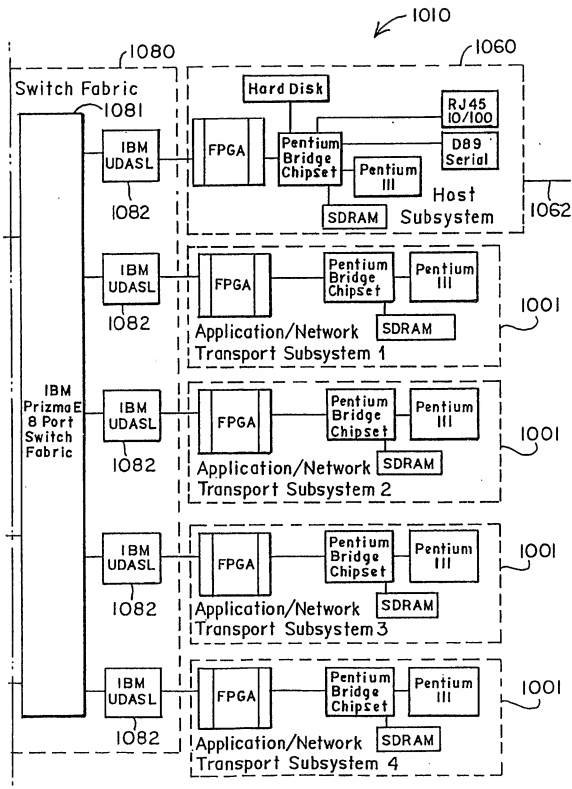 1010
1080
1060
Switch Fabric
1081
Hard Disk
RJ45
10/100
IBM
UDASL
FPGA
Pentium
Bridge
Chipset
D89
Serial
Pentium
III
1082
Host
Subsystem
SDRAM
1062
IBM
UDASL
FPGA
Pentium
Bridge
Chipset
Pentium
III
1082
SDRAM
1001
Application/Network
Transport Subsystem 1
IBM
PrizmaE
8 Port
Switch
Fabric
IBM
UDASL
FPGA
Pentium
Bridge
Chipset
Pentium
III
1082
SDRAM
1001
Application/Network
Transport Subsystem 2
IBM
UDASL
FPGA
Pentium
Bridge
Chipset
Pentium
III
1082
SDRAM
1001
Application/Network
Transport Subsystem 3
IBM
UDASL
FPGA
Pentium
Bridge
Chipset
Pentium
III
1082
SDRAM
1001
Application/Network
Transport Subsystem 4